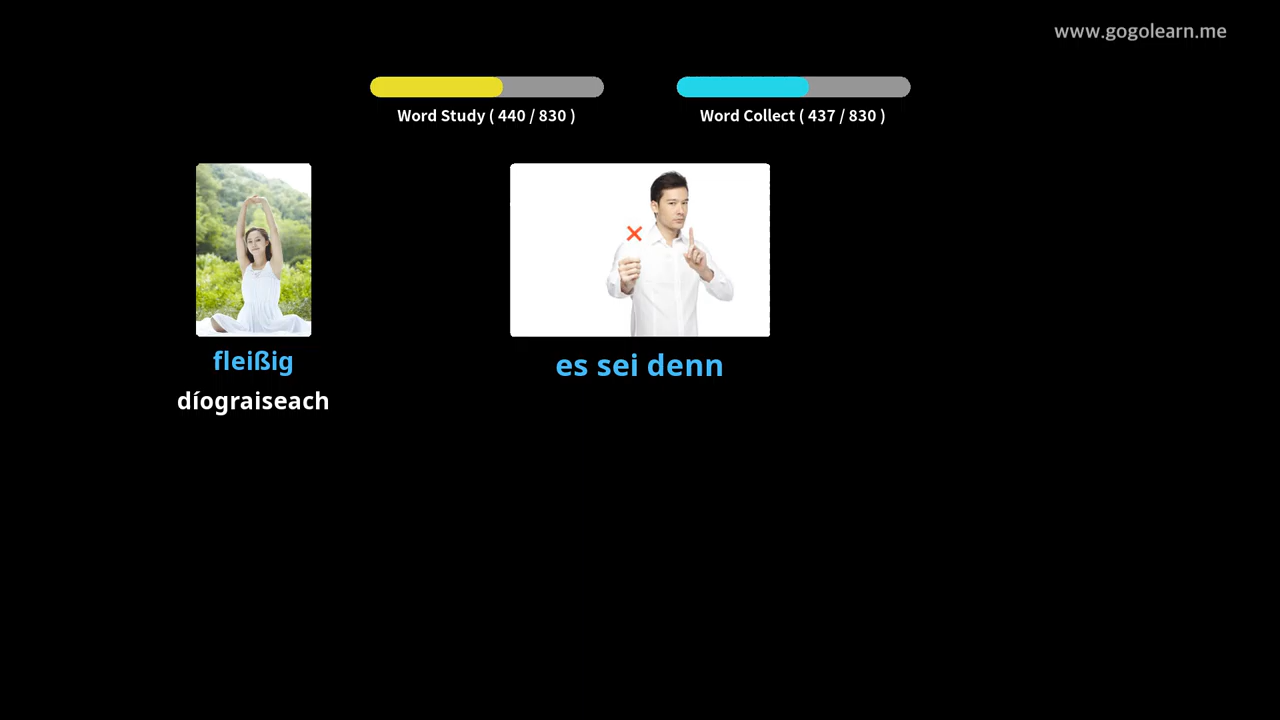 www.gogolearn.me
Word Study ( 440 / 830 )
Word Collect ( 437 / 830 )
fleißig
díograiseach
es sei denn